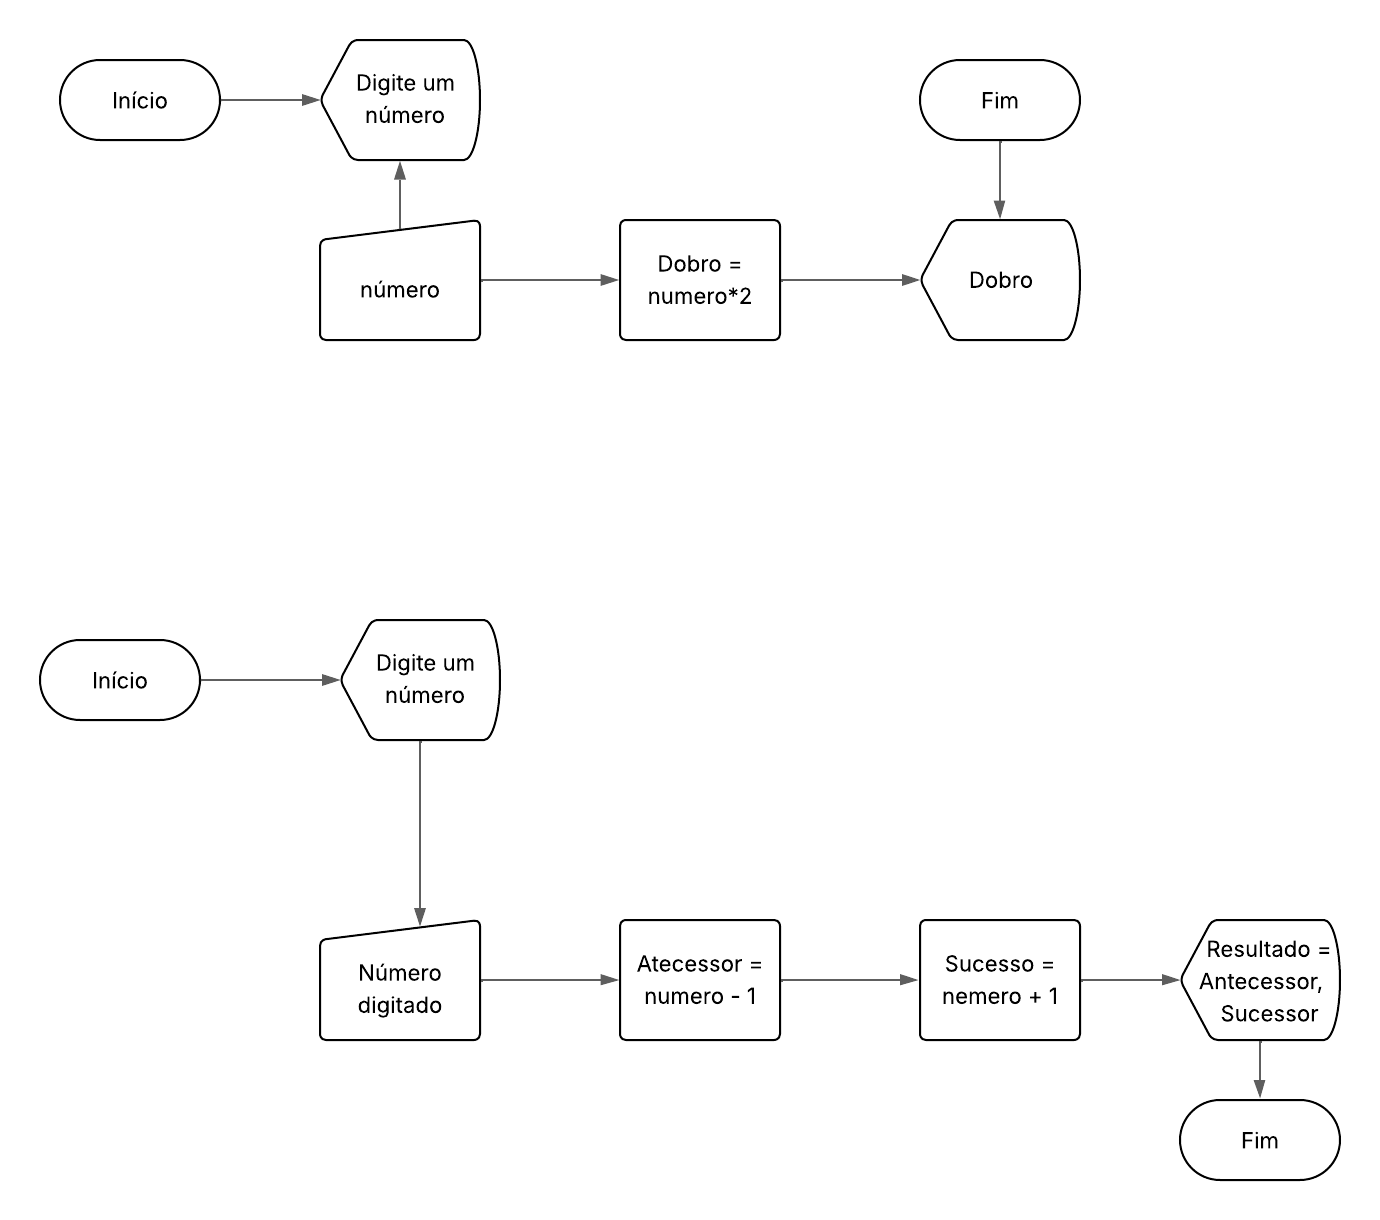 Início
Digite um
número
Fim
número
Dobro =
numero*2
Dobro
Início
Digite um
número
Número
digitado
Atecessor =
numero - 1
Sucesso =
nemero + 1
Resultado =
Antecessor,
Sucessor
Fim